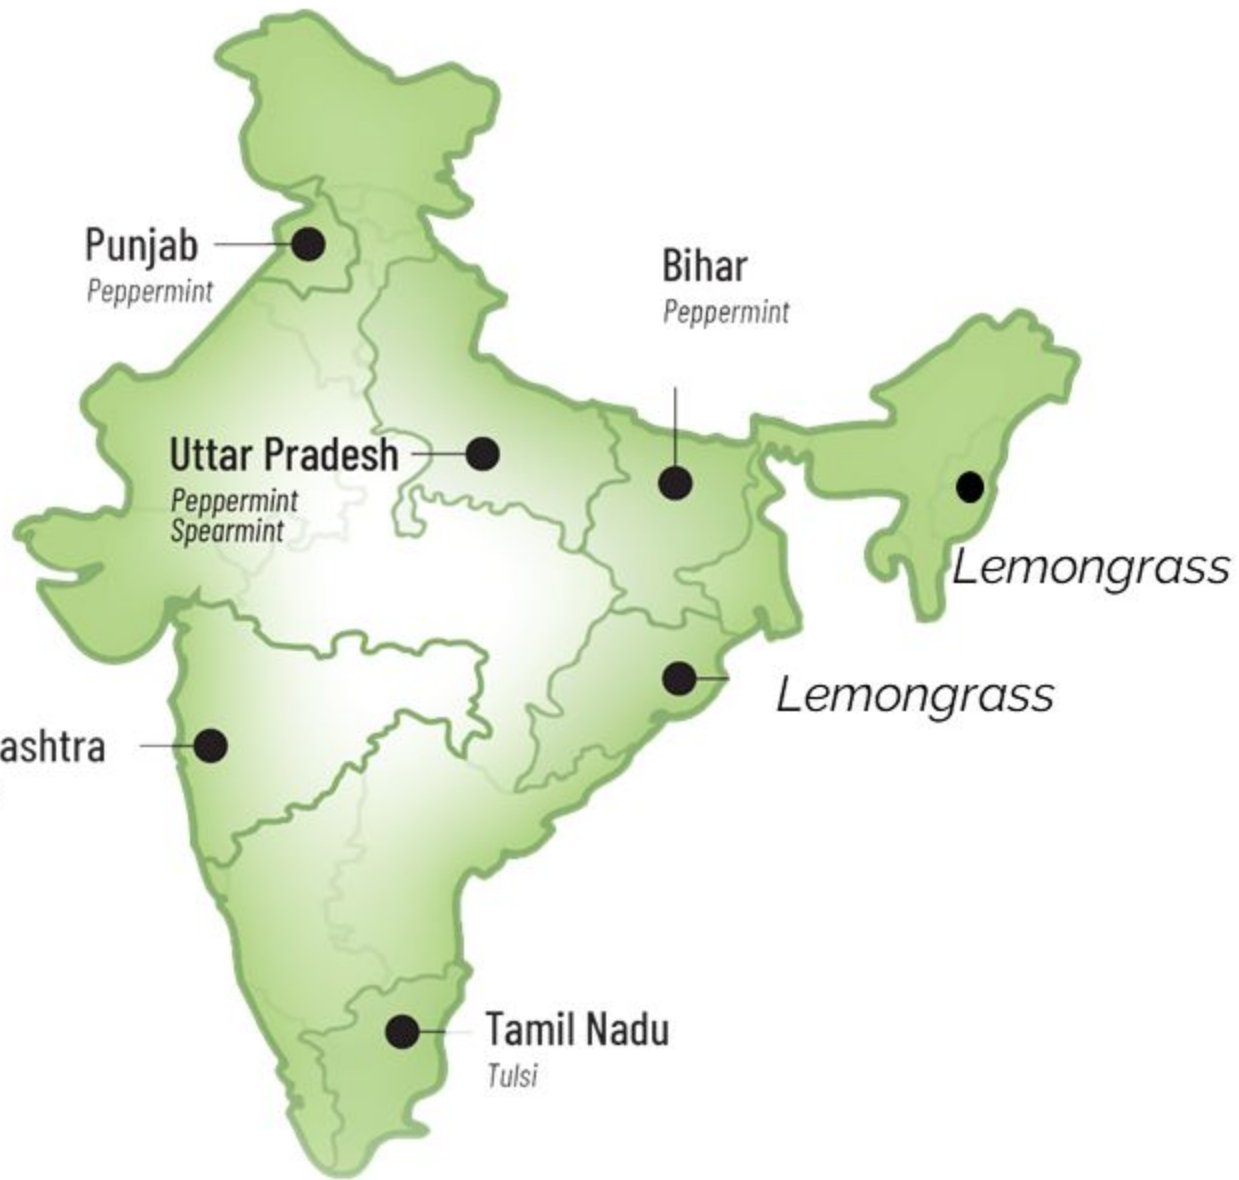 Punjab
Peppermint
Bihar
Peppermint
Uttar Pradesh
Peppermint
Spearmint
Lemongrass
Lemongrass
ashtra
Tamil Nadu
Tulsi